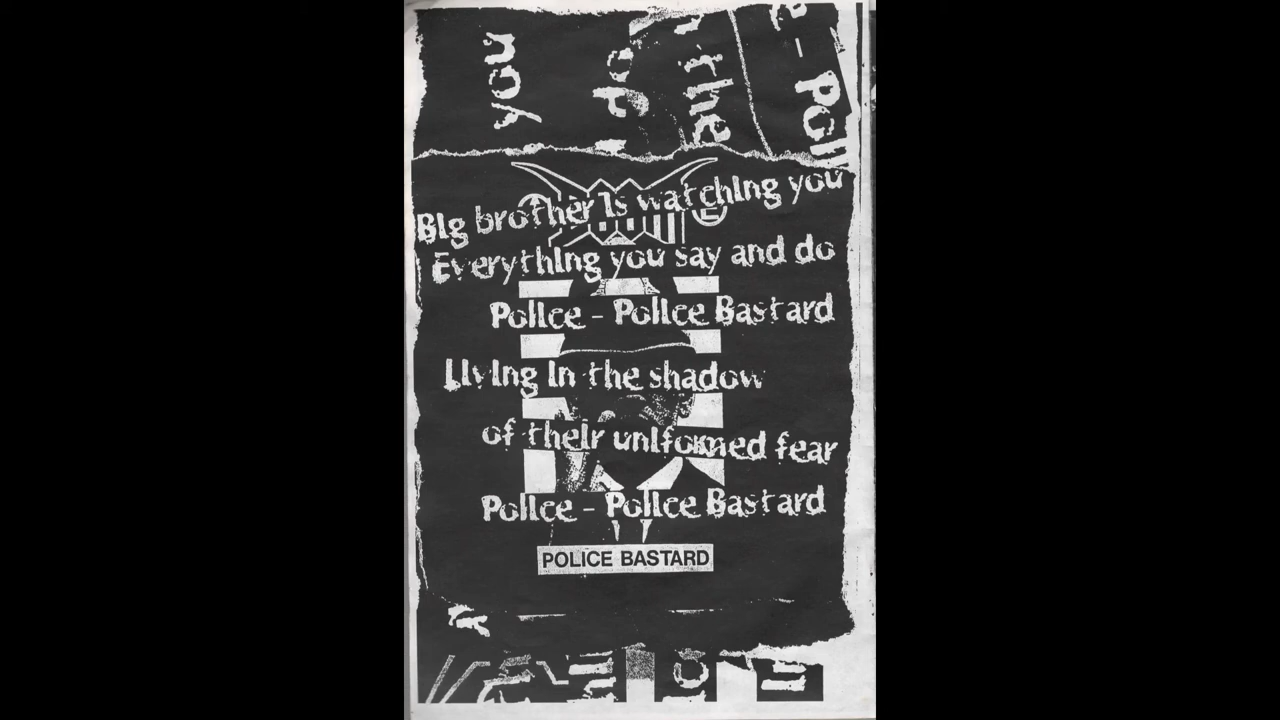 you
do
n the
- Pol
Big brother is watching you
Everything you say and do
Police - Police Bastard
Living in the shadow
of their uniformed fear
Police - Police Bastard
POLICE BASTARD